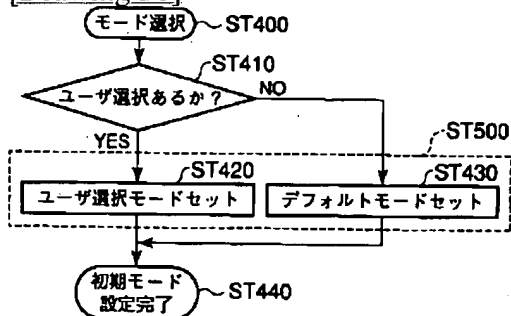 モード選択
ST400
ST410
ユーザ選択あるか?
NO
YES
ST500
ST420
ST430
ユーザ選択モードセット
デフォルトモードセット
初期モード
設定完了
ST440